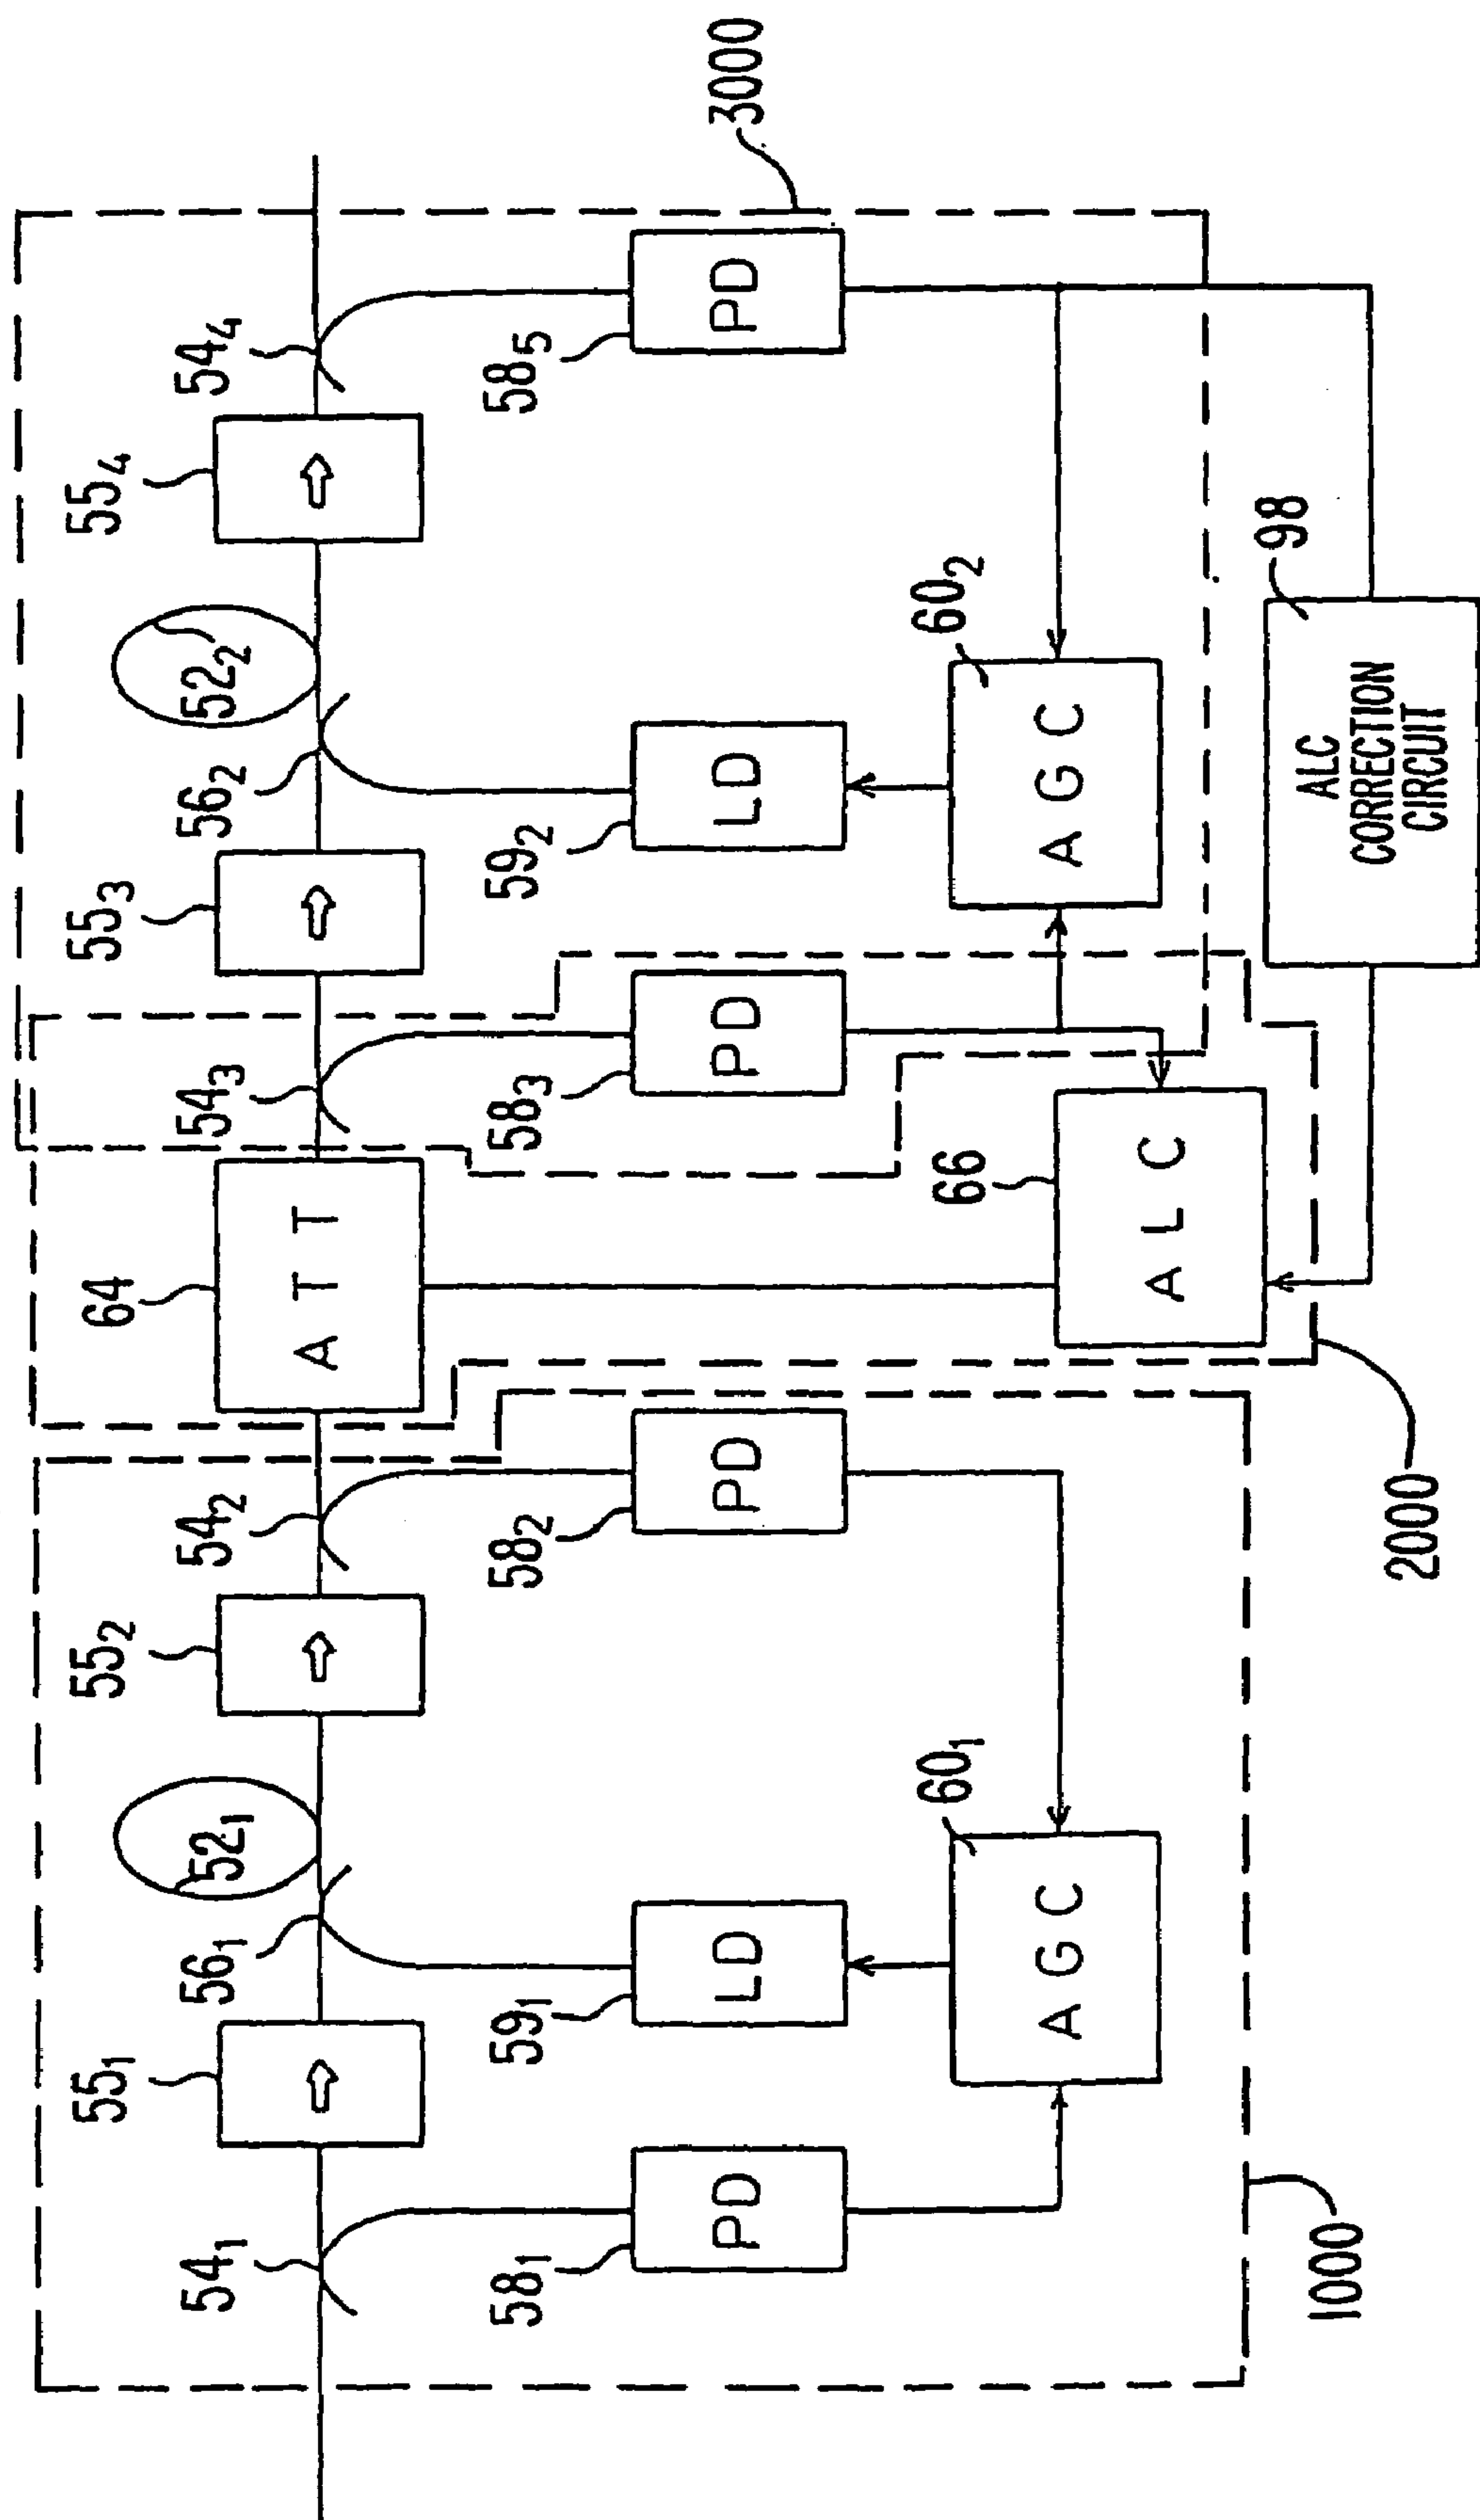 55₁
55₂
64
55₃
55₄
54₁
56₁
52₁
54₂
A T T
54₃
56₂
52₂
54₄
58₁
59₁
58₂
58₃
59₂
58₅
PD
LD
PD
PD
LD
PD
3000
60₁
66
60₂
A G C
A L C
A G C
98
1000
2000
ALC
CORRECTION
CIRCUIT